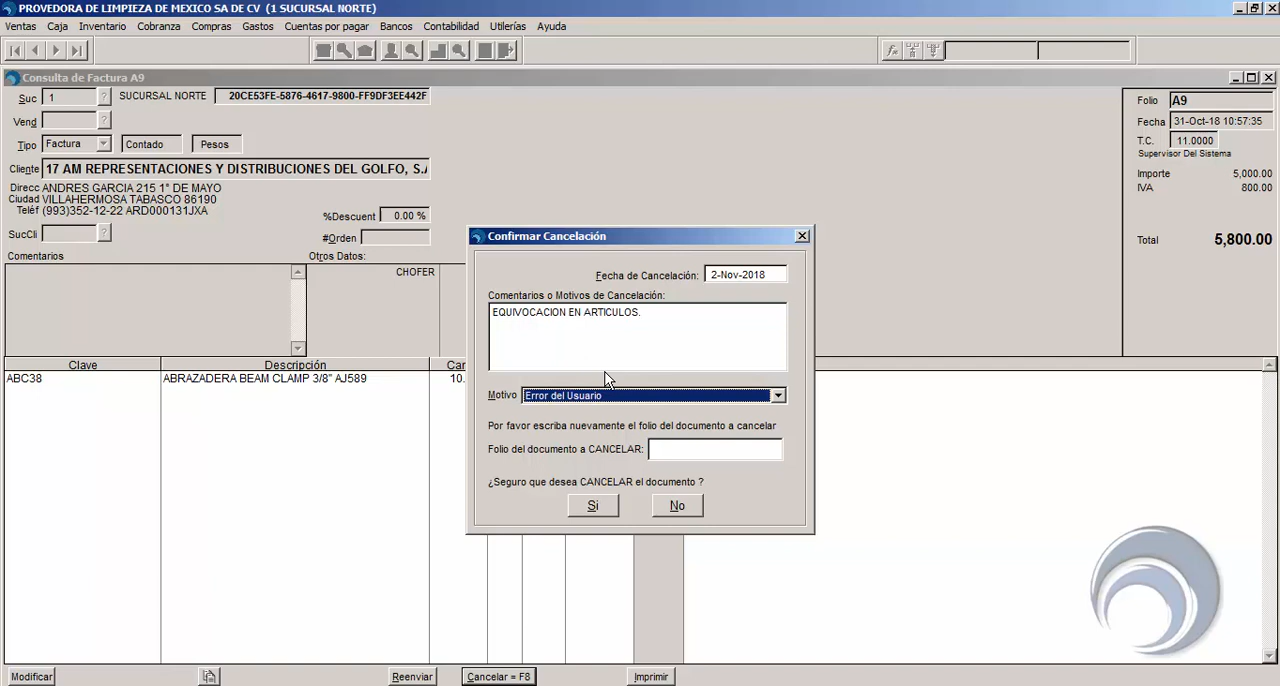 PROVEDORA DE LIMPIEZA DE MEXICO SA DE CV (1 SUCURSAL NORTE)
Ventas Caja Inventario Cobranza Compras Gastos Cuentas por pagar Bancos Contabilidad Utilerías Ayuda
Consulta de Factura A9
Suc 1 ? SUCURSAL NORTE 20CE53FE-5876-4617-9800-FF9DF3EE442F
Folio A9
Vend ?
Fecha 31-Oct-18 10:57:35
Tipo Factura Contado Pesos
T.C. 11.0000
Supervisor Del Sistema
Cliente 17 AM REPRESENTACIONES Y DISTRIBUCIONES DEL GOLFO, S.A
Importe 5,000.00
IVA 800.00
Direcc ANDRES GARCIA 215 1° DE MAYO
Ciudad VILLAHERMOSA TABASCO 86190
Teléf (993)352-12-22 ARD000131JXA
%Descuent 0.00 %
SucCli ?
#Orden
Total 5,800.00
Comentarios
Otros Datos:
CHOFER
Confirmar Cancelación
Fecha de Cancelación: 2-Nov-2018
Comentarios o Motivos de Cancelación:
EQUIVOCACION EN ARTICULOS.
Motivo Error del Usuario
Por favor escriba nuevamente el folio del documento a cancelar
Folio del documento a CANCELAR:
¿Seguro que desea CANCELAR el documento ?
Si No
Clave Descripción Can
ABC38 ABRAZADERA BEAM CLAMP 3/8" AJ589 10.
Modificar Reenviar Cancelar = F8 Imprimir